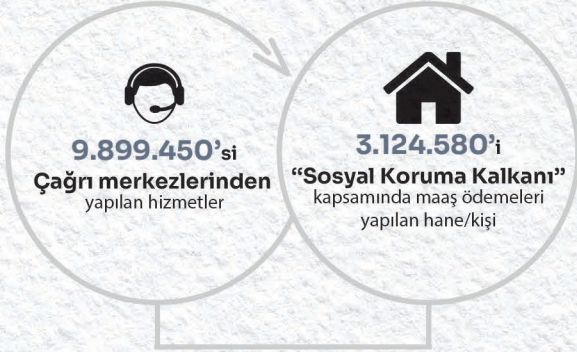 9.899.450'si
Çağrı merkezlerinden
yapılan hizmetler
3.124.580'i
“Sosyal Koruma Kalkanı”
kapsamında maaş ödemeleri
yapılan hane/kişi